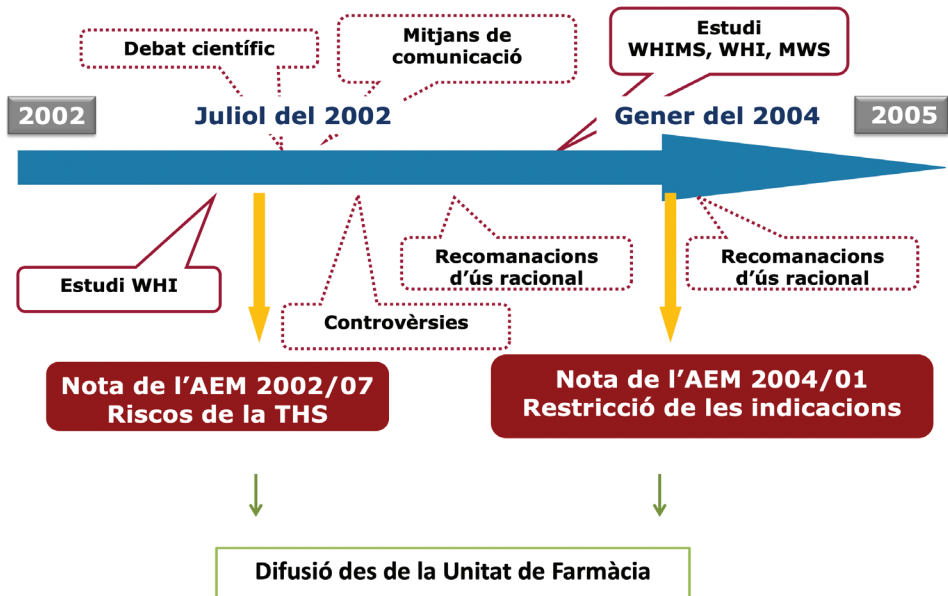 Debat científic
Mitjans de
comunicació
Estudi
WHIMS, WHI, MWS
2002
Juliol del 2002
Gener del 2004
2005
Estudi WHI
Controvèrsies
Recomanacions
d’ús racional
Recomanacions
d’ús racional
Nota de l’AEM 2002/07
Riscos de la THS
Nota de l’AEM 2004/01
Restricció de les indicacions
Difusió des de la Unitat de Farmàcia